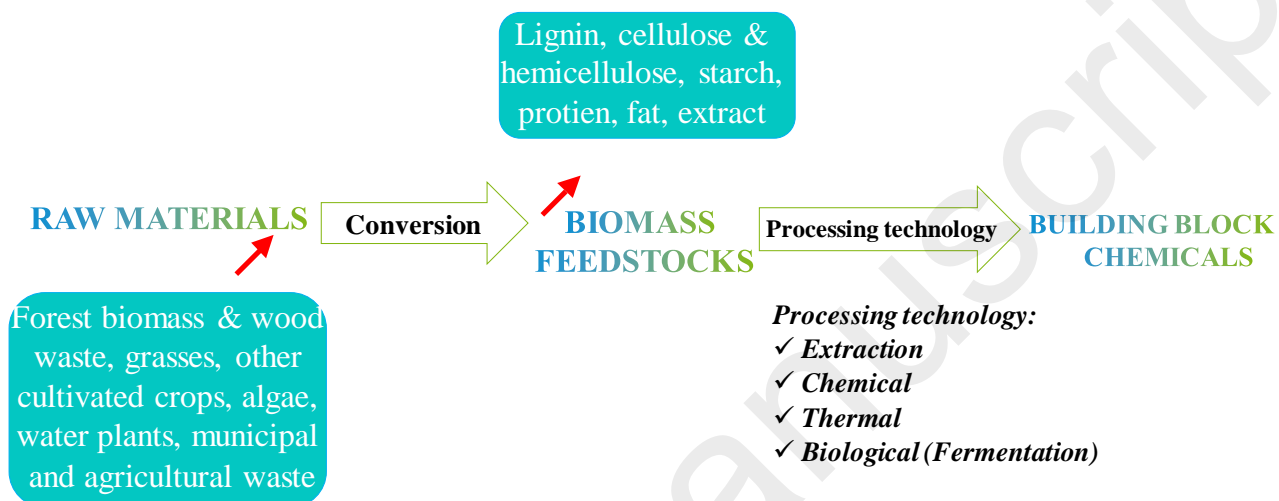 Lignin, cellulose &
hemicellulose, starch,
protien, fat, extract
RAW MATERIALS
Conversion
BIOMASS
FEEDSTOCKS
Processing technology
BUILDING BLOCK
CHEMICALS
Forest biomass & wood
waste, grasses, other
cultivated crops, algae,
water plants, municipal
and agricultural waste
Processing technology:
✓ Extraction
✓ Chemical
✓ Thermal
✓ Biological (Fermentation)
anuscrip